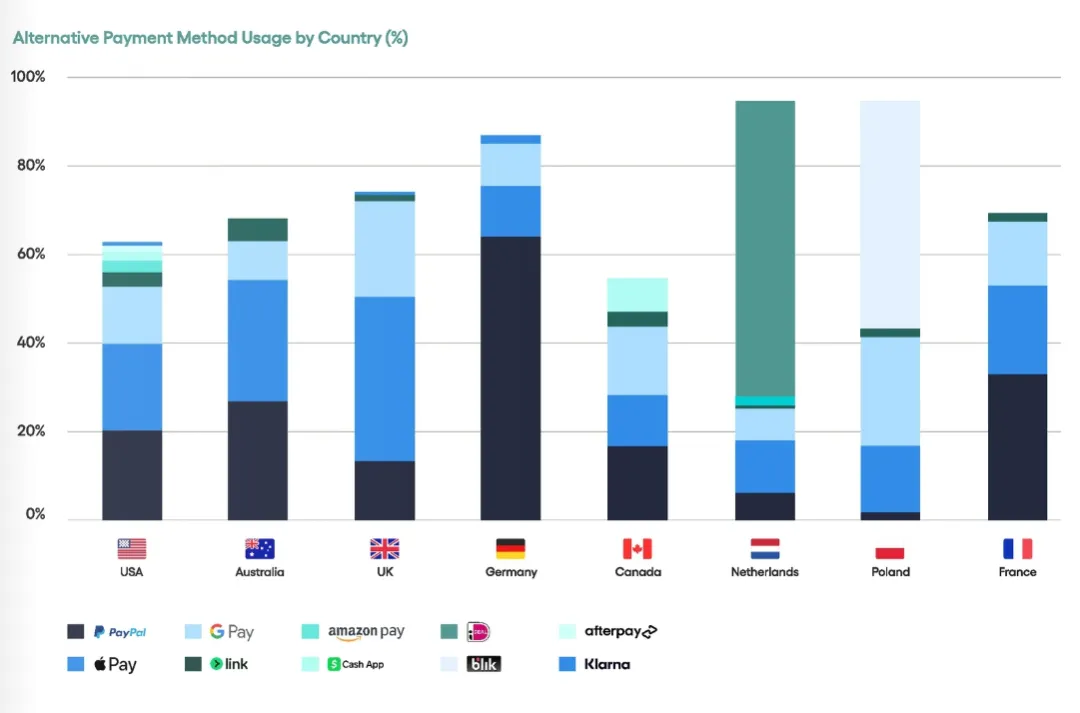 Alternative Payment Method Usage by Country (%)
100%
80%
60%
40%
20%
0%
USA Australia UK Germany Canada Netherlands Poland France
PayPal G Pay amazon pay iDEAL afterpay
Pay link Cash App blik Klarna